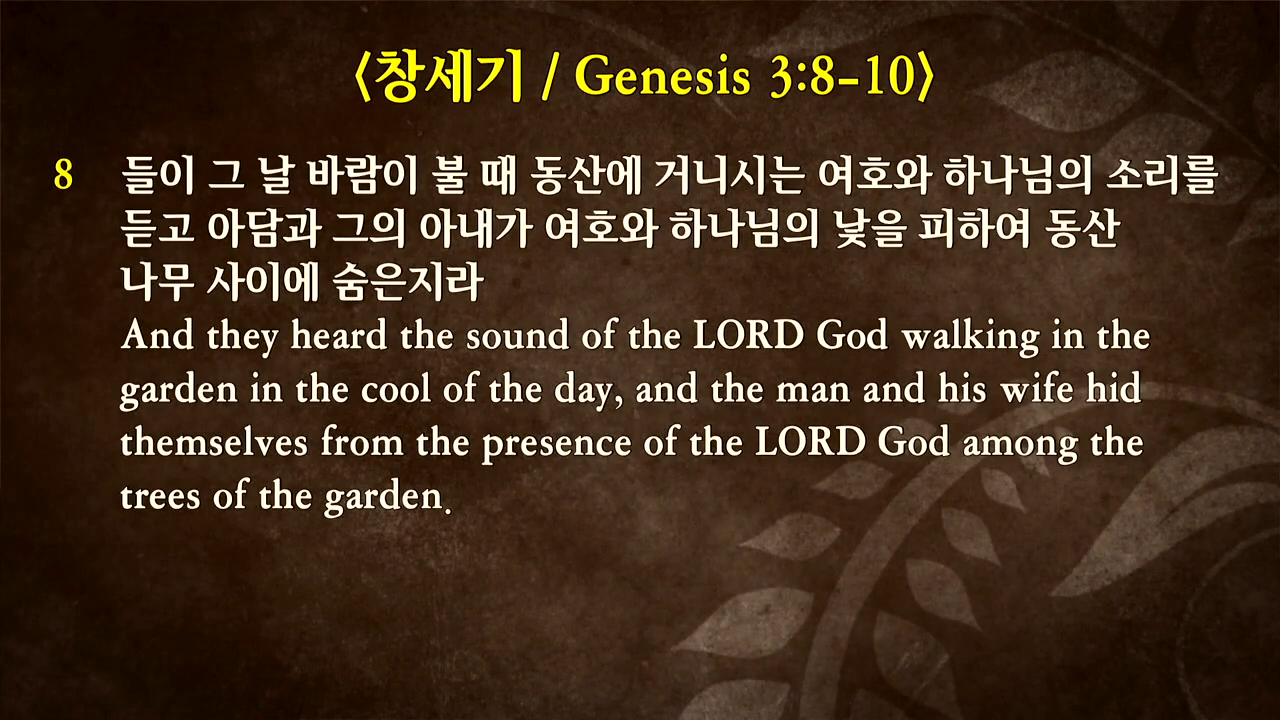 <창세기 / Genesis 3:8-10>
8 들이 그 날 바람이 불 때 동산에 거니시는 여호와 하나님의 소리를
듣고 아담과 그의 아내가 여호와 하나님의 낯을 피하여 동산
나무 사이에 숨은지라
And they heard the sound of the LORD God walking in the
garden in the cool of the day, and the man and his wife hid
themselves from the presence of the LORD God among the
trees of the garden.